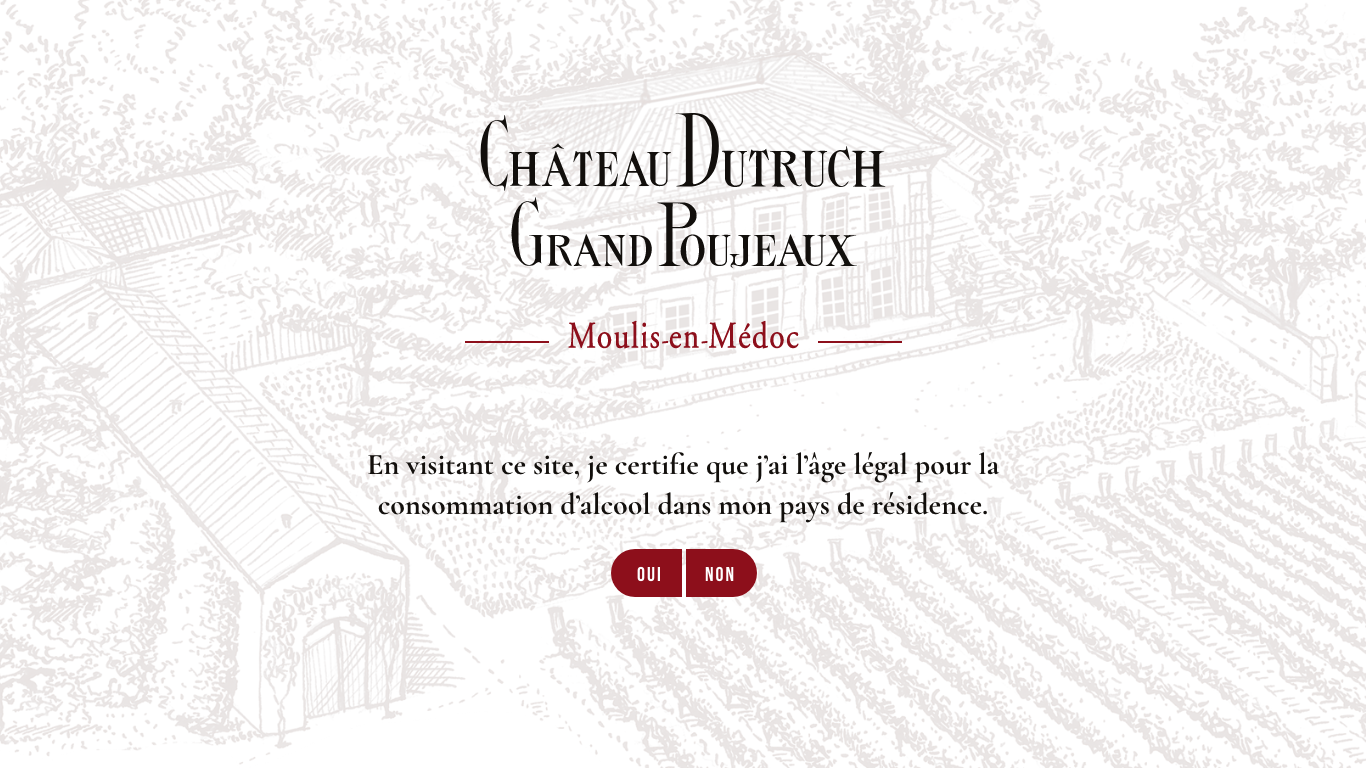 CHÂTEAU DUTRUCH
GRAND POUJEAUX
Moulis-en-Médoc
En visitant ce site, je certifie que j’ai l’âge légal pour la
consommation d’alcool dans mon pays de résidence.
OUI NON